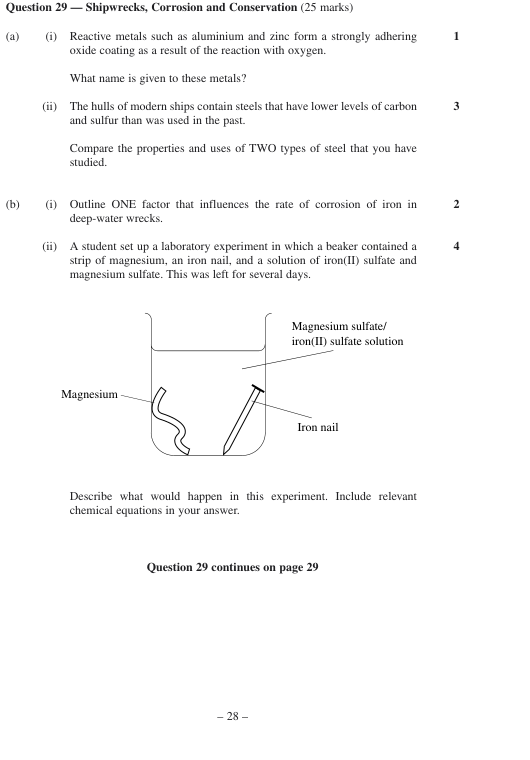 Question 29 — Shipwrecks, Corrosion and Conservation (25 marks)
(a) (i) Reactive metals such as aluminium and zinc form a strongly adhering 1
oxide coating as a result of the reaction with oxygen.
What name is given to these metals?
(ii) The hulls of modern ships contain steels that have lower levels of carbon 3
and sulfur than was used in the past.
Compare the properties and uses of TWO types of steel that you have
studied.
(b) (i) Outline ONE factor that influences the rate of corrosion of iron in 2
deep-water wrecks.
(ii) A student set up a laboratory experiment in which a beaker contained a 4
strip of magnesium, an iron nail, and a solution of iron(II) sulfate and
magnesium sulfate. This was left for several days.
Magnesium sulfate/
iron(II) sulfate solution
Magnesium
Iron nail
Describe what would happen in this experiment. Include relevant
chemical equations in your answer.
Question 29 continues on page 29
– 28 –